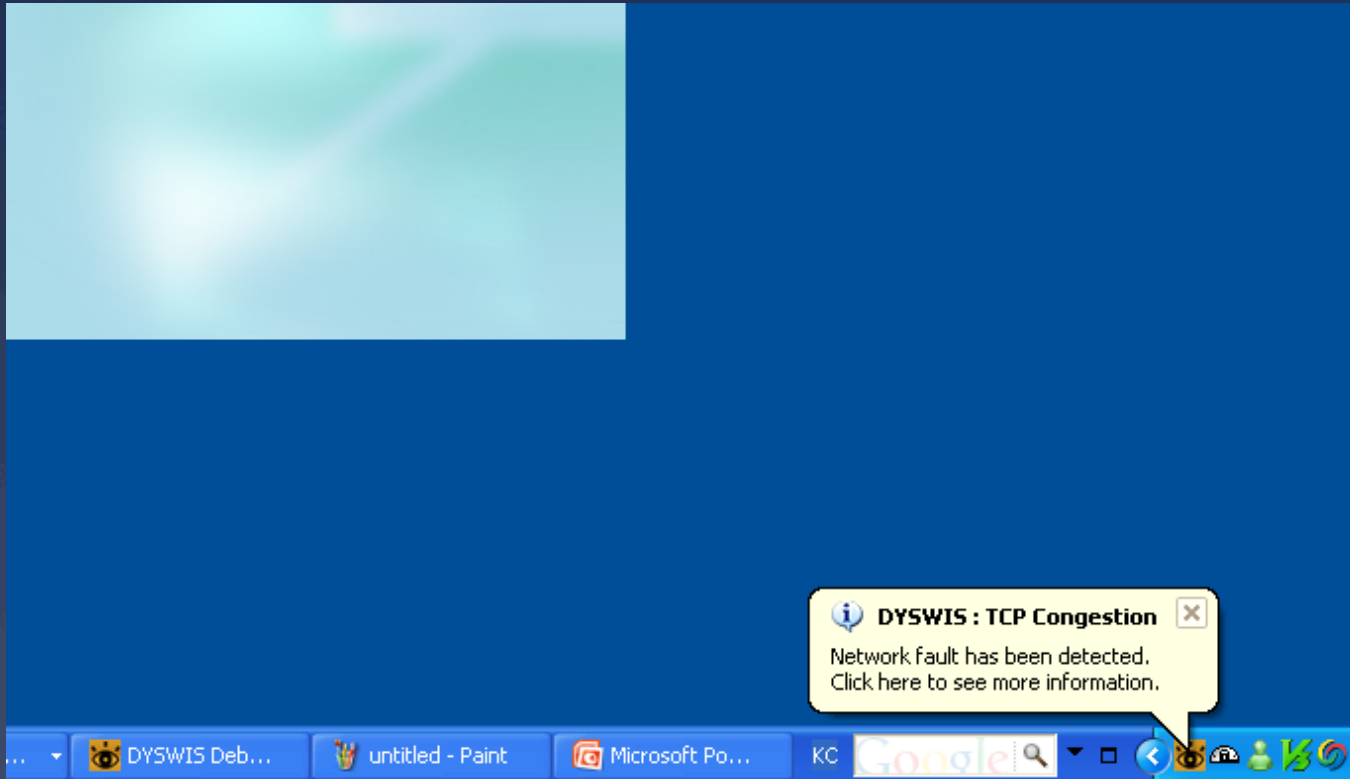 DYSWIS : TCP Congestion
Network fault has been detected.
Click here to see more information.
... DYSWIS Deb... untitled - Paint Microsoft Po... KC Google